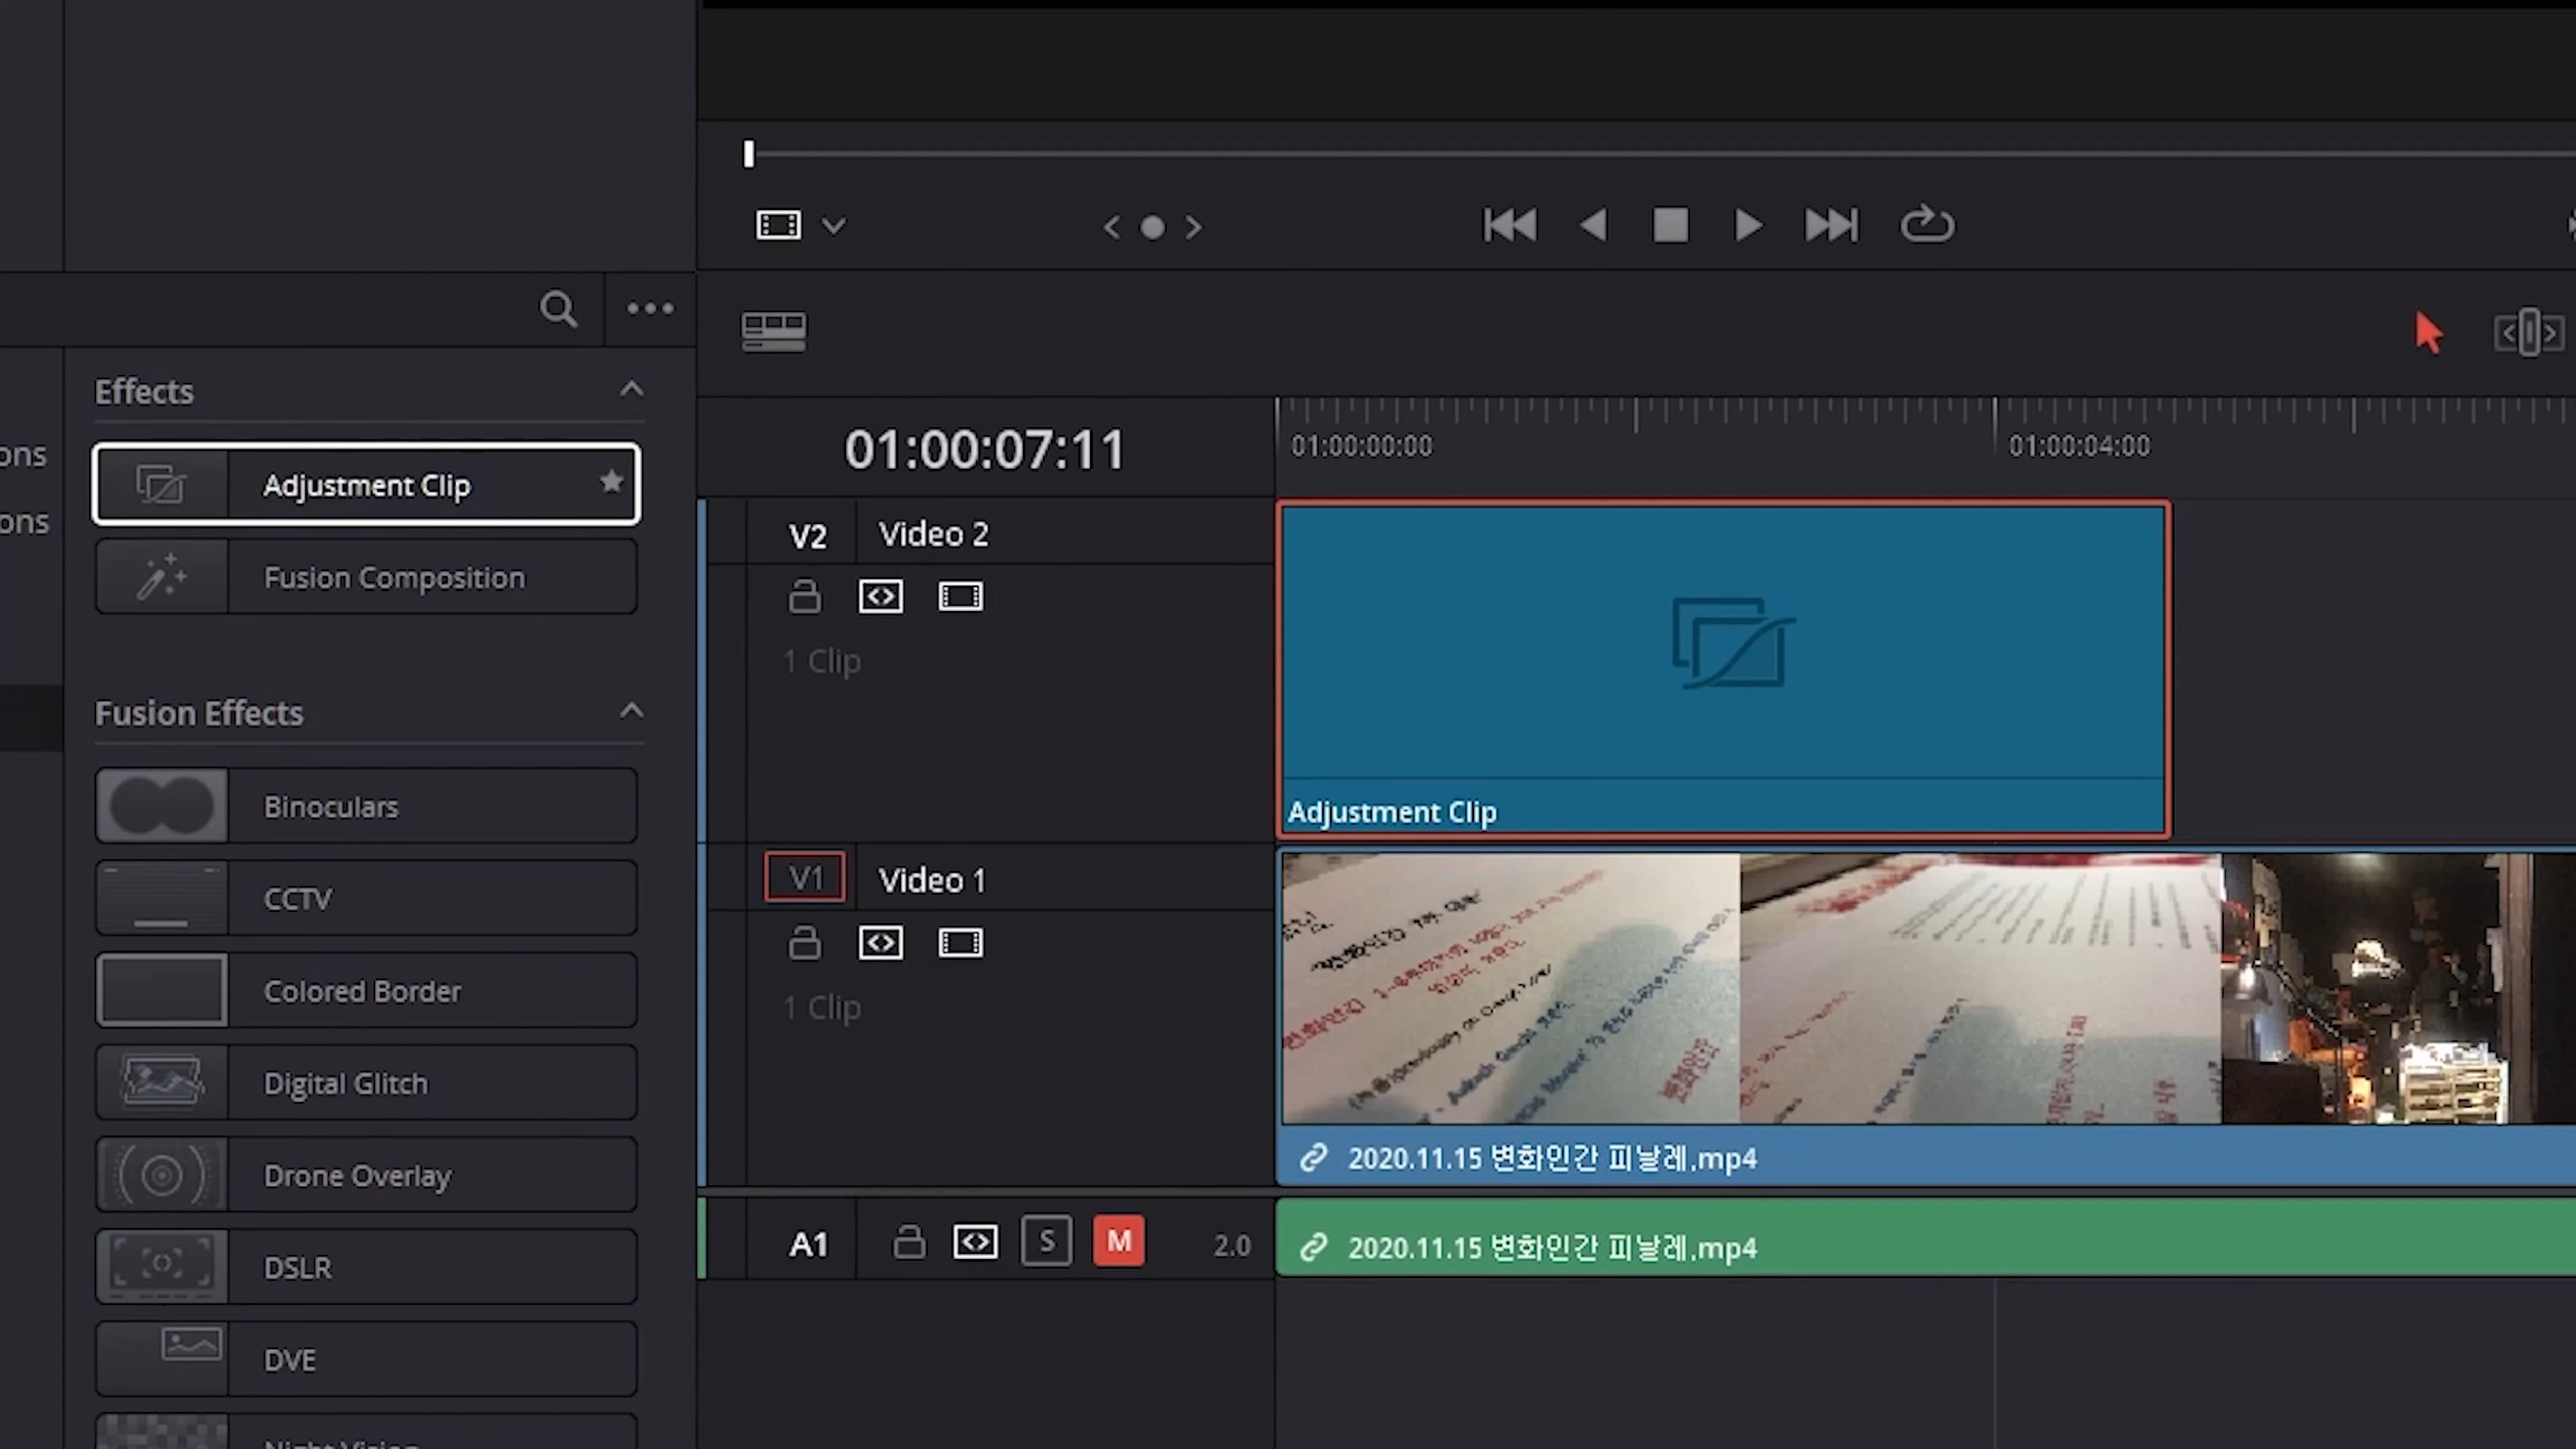 ons
ons
Effects
Adjustment Clip
Fusion Composition
Fusion Effects
Binoculars
CCTV
Colored Border
Digital Glitch
Drone Overlay
DSLR
DVE
01:00:07:11
01:00:00:00
01:00:04:00
V2
Video 2
1 Clip
Adjustment Clip
V1
Video 1
1 Clip
2020.11.15 변화인간 피날레.mp4
A1
S
M
2.0
2020.11.15 변화인간 피날레.mp4